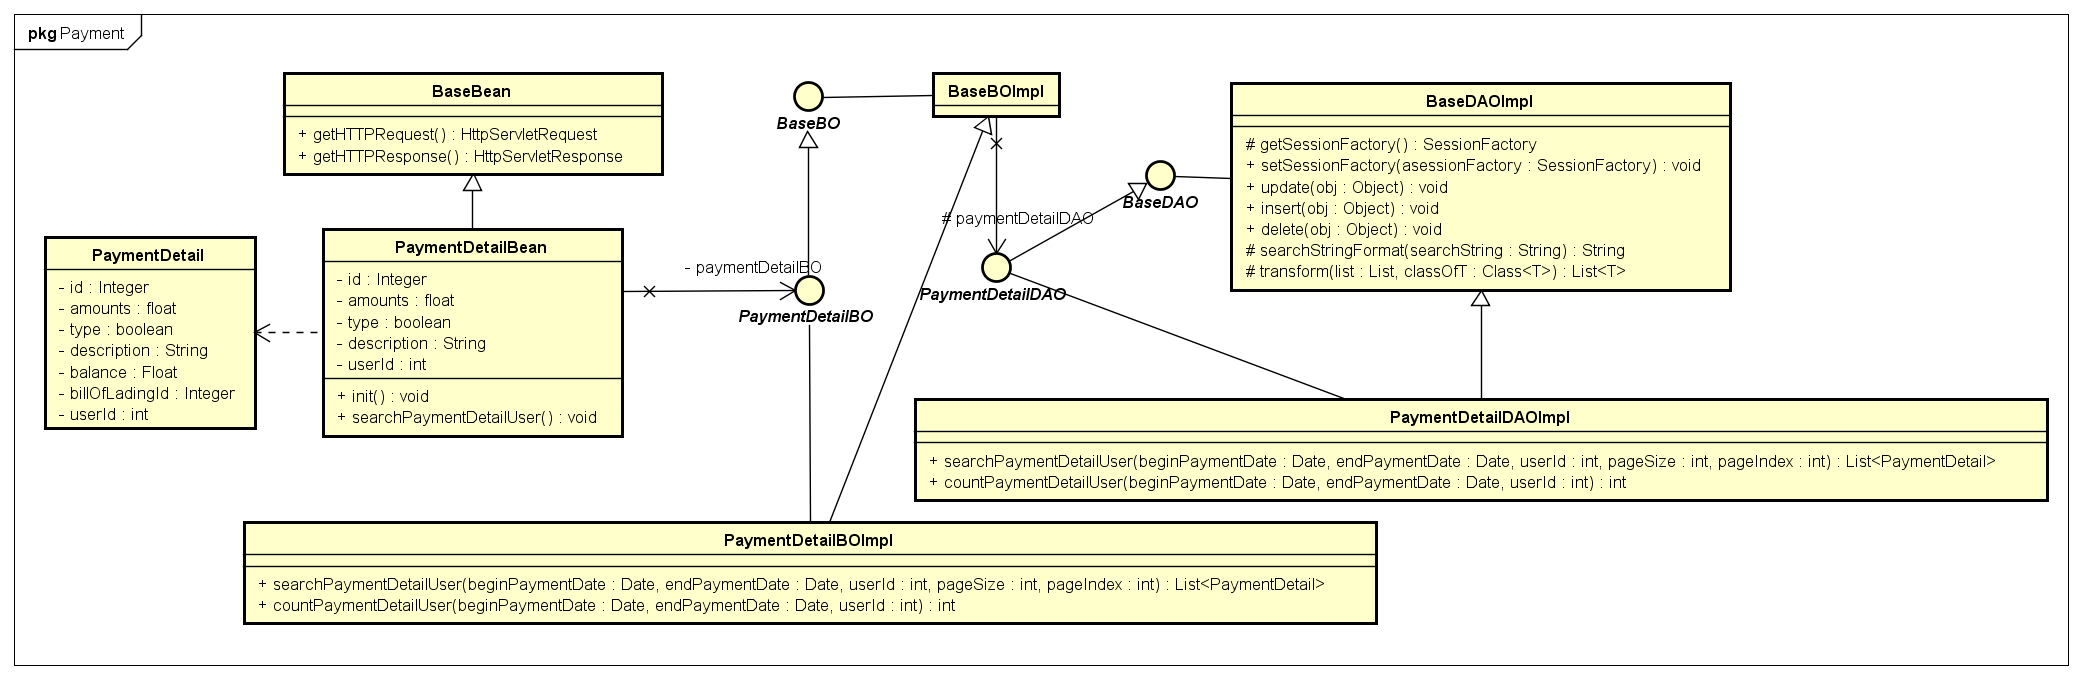 pkg Payment
BaseBean
+ getHTTPRequest() : HttpServletRequest
+ getHTTPResponse() : HttpServletResponse
BaseBO
BaseBOImpl
BaseDAOImpl
# getSessionFactory() : SessionFactory
+ setSessionFactory(asessionFactory : SessionFactory) : void
+ update(obj : Object) : void
+ insert(obj : Object) : void
+ delete(obj : Object) : void
# searchStringFormat(searchString : String) : String
# transform(list : List, classOfT : Class<T>) : List<T>
BaseDAO
# paymentDetailDAO
PaymentDetail
- id : Integer
- amounts : float
- type : boolean
- description : String
- balance : Float
- billOfLadingId : Integer
- userId : int
PaymentDetailBean
- id : Integer
- amounts : float
- type : boolean
- description : String
- userId : int
+ init() : void
+ searchPaymentDetailUser() : void
- paymentDetailBO
PaymentDetailBO
PaymentDetailDAO
PaymentDetailDAOImpl
+ searchPaymentDetailUser(beginPaymentDate : Date, endPaymentDate : Date, userId : int, pageSize : int, pageIndex : int) : List<PaymentDetail>
+ countPaymentDetailUser(beginPaymentDate : Date, endPaymentDate : Date, userId : int) : int
PaymentDetailBOImpl
+ searchPaymentDetailUser(beginPaymentDate : Date, endPaymentDate : Date, userId : int, pageSize : int, pageIndex : int) : List<PaymentDetail>
+ countPaymentDetailUser(beginPaymentDate : Date, endPaymentDate : Date, userId : int) : int